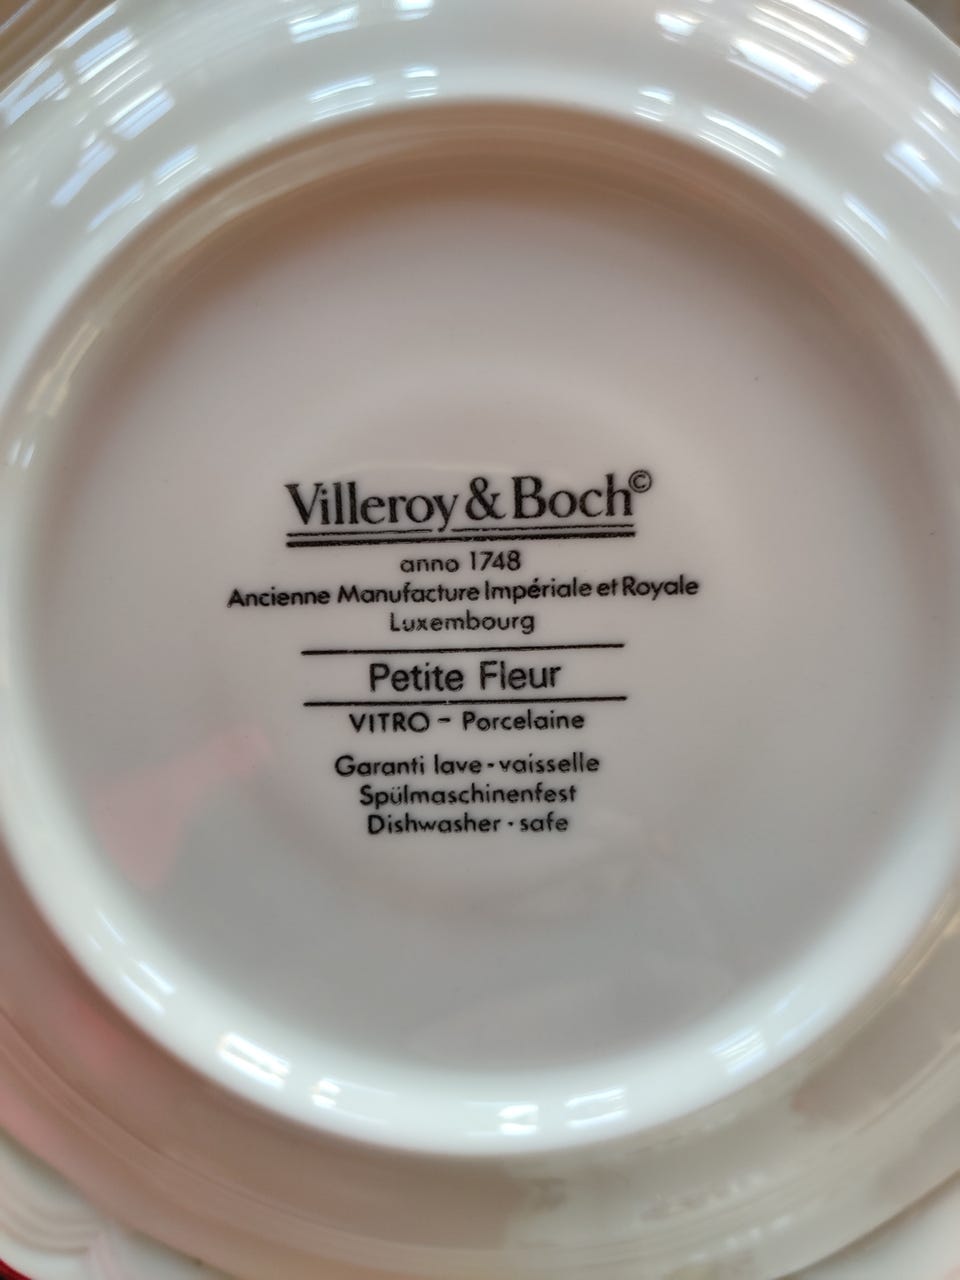 Villeroy & Boch©
anno 1748
Ancienne Manufacture Impériale et Royale
Luxembourg
Petite Fleur
VITRO - Porcelaine
Garanti lave-vaisselle
Spülmaschinenfest
Dishwasher-safe